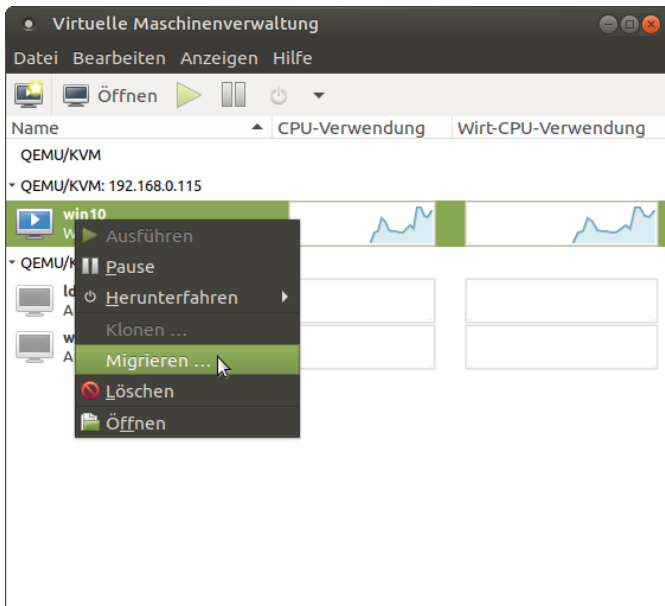 Virtuelle Maschinenverwaltung
Datei Bearbeiten Anzeigen Hilfe
Öffnen
Name CPU-Verwendung Wirt-CPU-Verwendung
QEMU/KVM
QEMU/KVM: 192.168.0.115
win10
Ausführen
QEMU/K
Pause
Herunterfahren
Klonen ...
Migrieren ...
Löschen
Öffnen